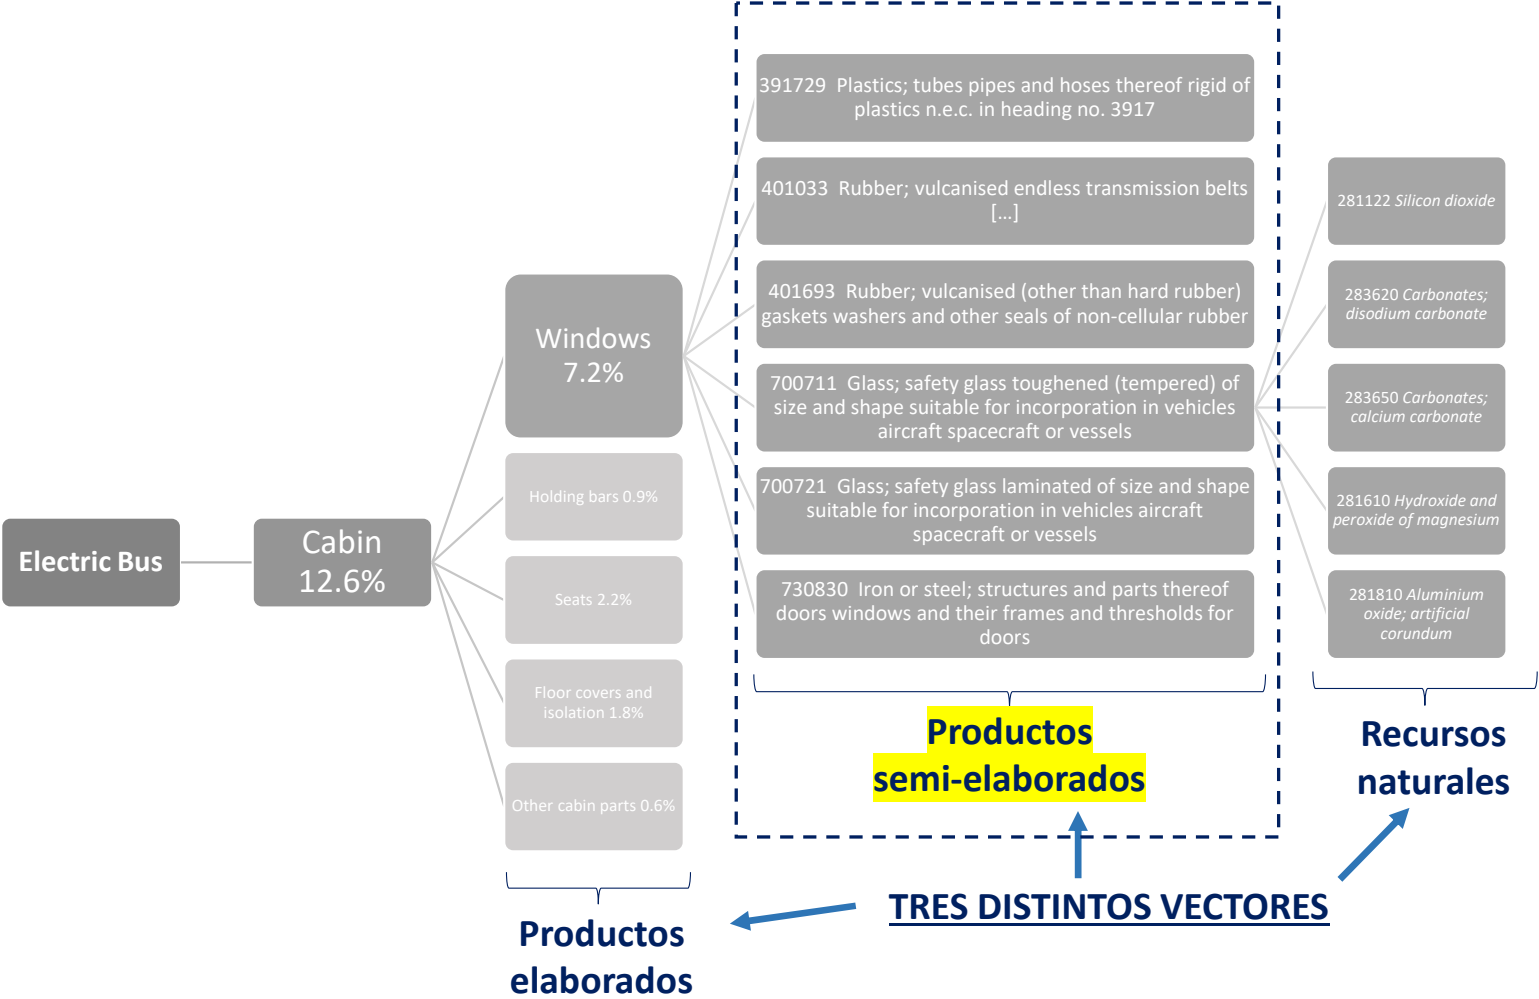 Electric Bus
Cabin
12.6%
Windows
7.2%
Holding bars 0.9%
Seats 2.2%
Floor covers and
isolation 1.8%
Other cabin parts 0.6%
Productos
elaborados
391729  Plastics; tubes pipes and hoses thereof rigid of
plastics n.e.c. in heading no. 3917
401033  Rubber; vulcanised endless transmission belts
[…]
401693  Rubber; vulcanised (other than hard rubber)
gaskets washers and other seals of non-cellular rubber
700711  Glass; safety glass toughened (tempered) of
size and shape suitable for incorporation in vehicles
aircraft spacecraft or vessels
700721  Glass; safety glass laminated of size and shape
suitable for incorporation in vehicles aircraft
spacecraft or vessels
730830  Iron or steel; structures and parts thereof
doors windows and their frames and thresholds for
doors
Productos
semi-elaborados
281122 Silicon dioxide
283620 Carbonates;
disodium carbonate
283650 Carbonates;
calcium carbonate
281610 Hydroxide and
peroxide of magnesium
281810 Aluminium
oxide; artificial
corundum
Recursos
naturales
TRES DISTINTOS VECTORES